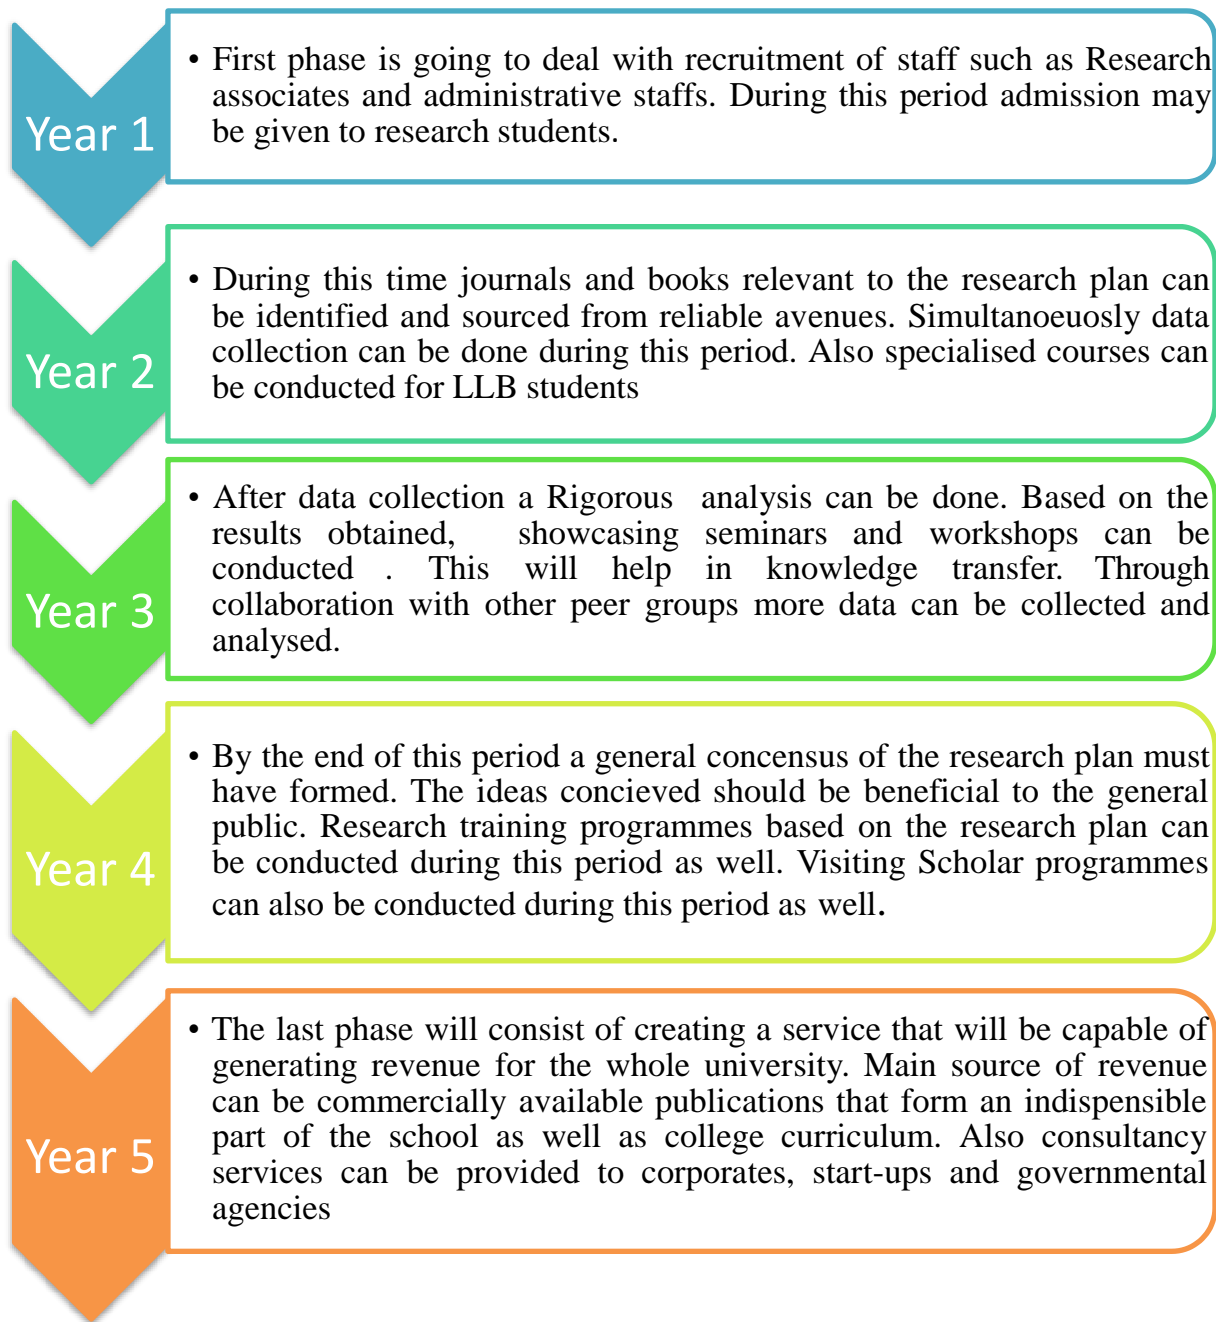 Year 1
• First phase is going to deal with recruitment of staff such as Research
associates and administrative staffs. During this period admission may
be given to research students.
Year 2
• During this time journals and books relevant to the research plan can
be identified and sourced from reliable avenues. Simultanoeuosly data
collection can be done during this period. Also specialised courses can
be conducted for LLB students
Year 3
• After data collection a Rigorous analysis can be done. Based on the
results obtained, showcasing seminars and workshops can be
conducted . This will help in knowledge transfer. Through
collaboration with other peer groups more data can be collected and
analysed.
Year 4
• By the end of this period a general concensus of the research plan must
have formed. The ideas concieved should be beneficial to the general
public. Research training programmes based on the research plan can
be conducted during this period as well. Visiting Scholar programmes
can also be conducted during this period as well.
Year 5
• The last phase will consist of creating a service that will be capable of
generating revenue for the whole university. Main source of revenue
can be commercially available publications that form an indispensible
part of the school as well as college curriculum. Also consultancy
services can be provided to corporates, start-ups and governmental
agencies